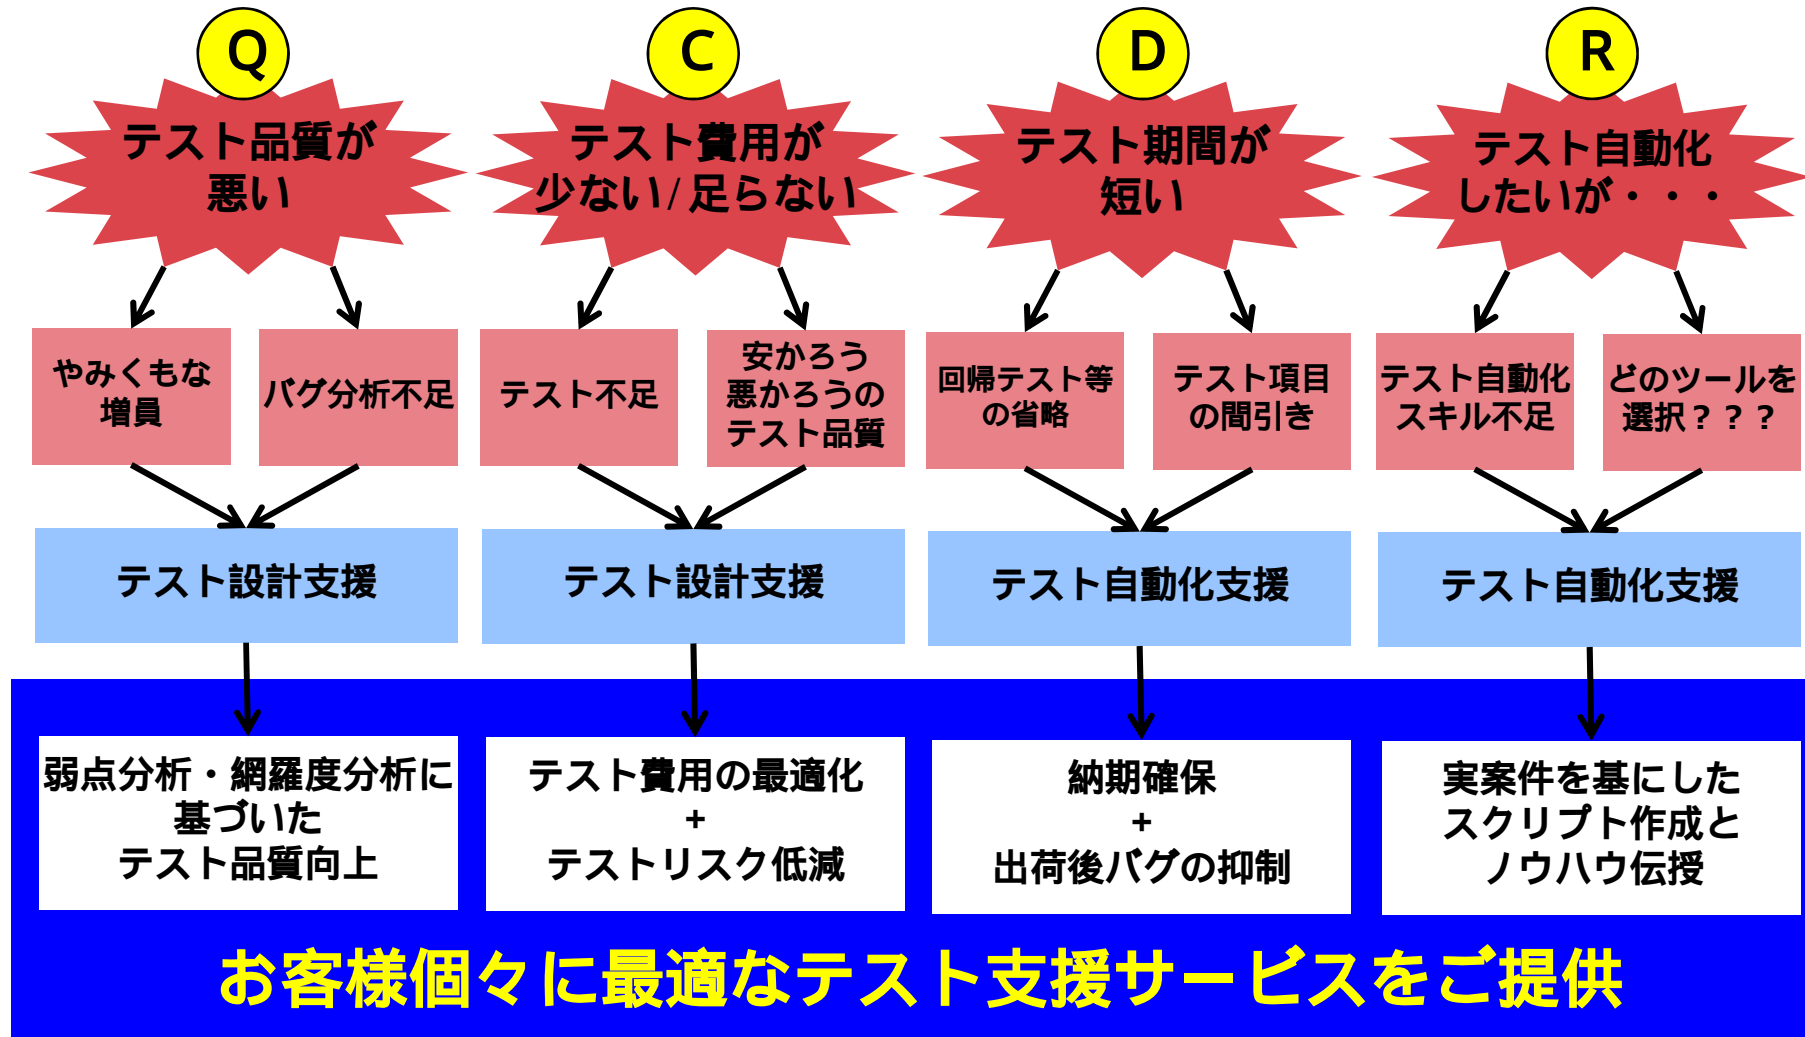 Q
テスト品質が
悪い
C
テスト費用が
少ない/足らない
D
テスト期間が
短い
R
テスト自動化
したいが・・・
やみくもな
増員
バグ分析不足
テスト不足
安かろう
悪かろうの
テスト品質
回帰テスト等
の省略
テスト項目
の間引き
テスト自動化
スキル不足
どのツールを
選択？？？
テスト設計支援
テスト設計支援
テスト自動化支援
テスト自動化支援
弱点分析・網羅度分析に
基づいた
テスト品質向上
テスト費用の最適化
+
テストリスク低減
納期確保
+
出荷後バグの抑制
実案件を基にした
スクリプト作成と
ノウハウ伝授
お客様個々に最適なテスト支援サービスをご提供